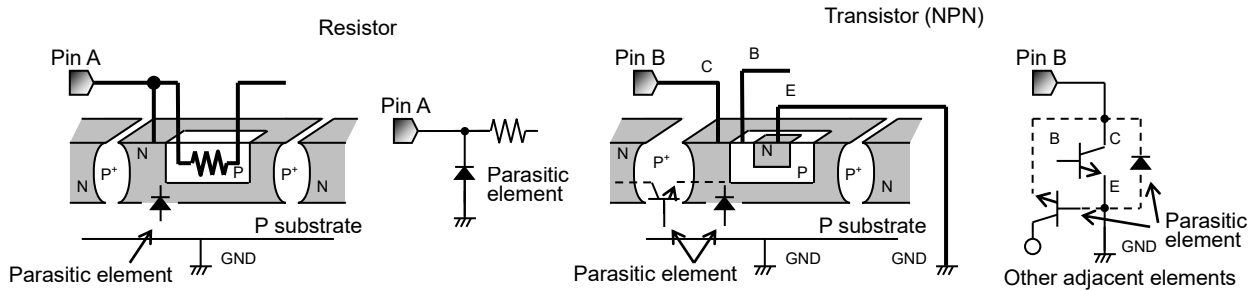 Resistor
Transistor (NPN)
Pin A
N
P⁺
N
P
P⁺
N
Parasitic element
P substrate
GND
Pin A
Parasitic
element
Pin B
C
B
E
N
P⁺
N
P
P⁺
N
P substrate
GND
GND
Parasitic element
Pin B
B
C
E
GND
Parasitic
element
Other adjacent elements